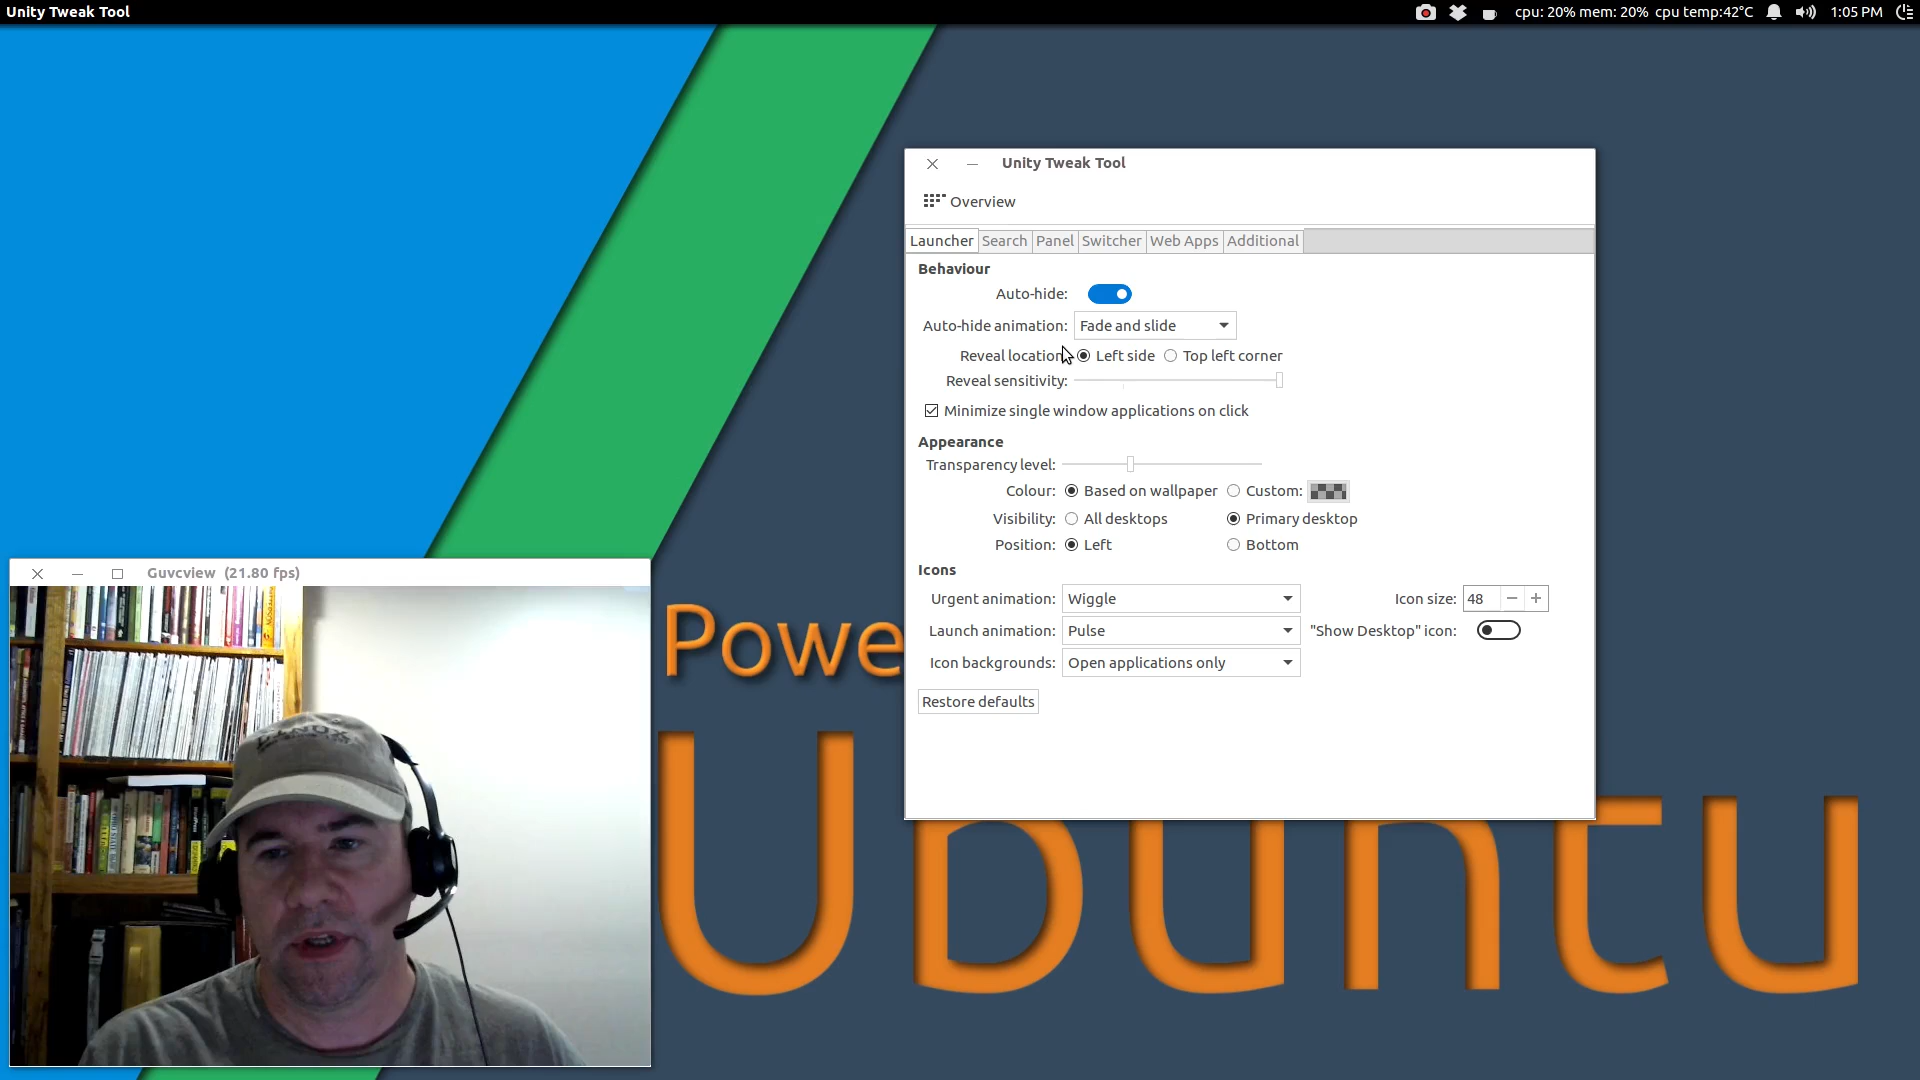 Unity Tweak Tool
cpu: 20% mem: 20% cpu temp:42°C 1:05 PM
Unity Tweak Tool
Overview
Launcher Search Panel Switcher Web Apps Additional
Behaviour
Auto-hide:
Auto-hide animation: Fade and slide
Reveal location Left side Top left corner
Reveal sensitivity:
Minimize single window applications on click
Appearance
Transparency level:
Colour: Based on wallpaper Custom:
Visibility: All desktops Primary desktop
Position: Left Bottom
Icons
Urgent animation: Wiggle Icon size: 48
Launch animation: Pulse "Show Desktop" icon:
Icon backgrounds: Open applications only
Restore defaults
Guvcview (21.80 fps)
Powe
Ubuntu